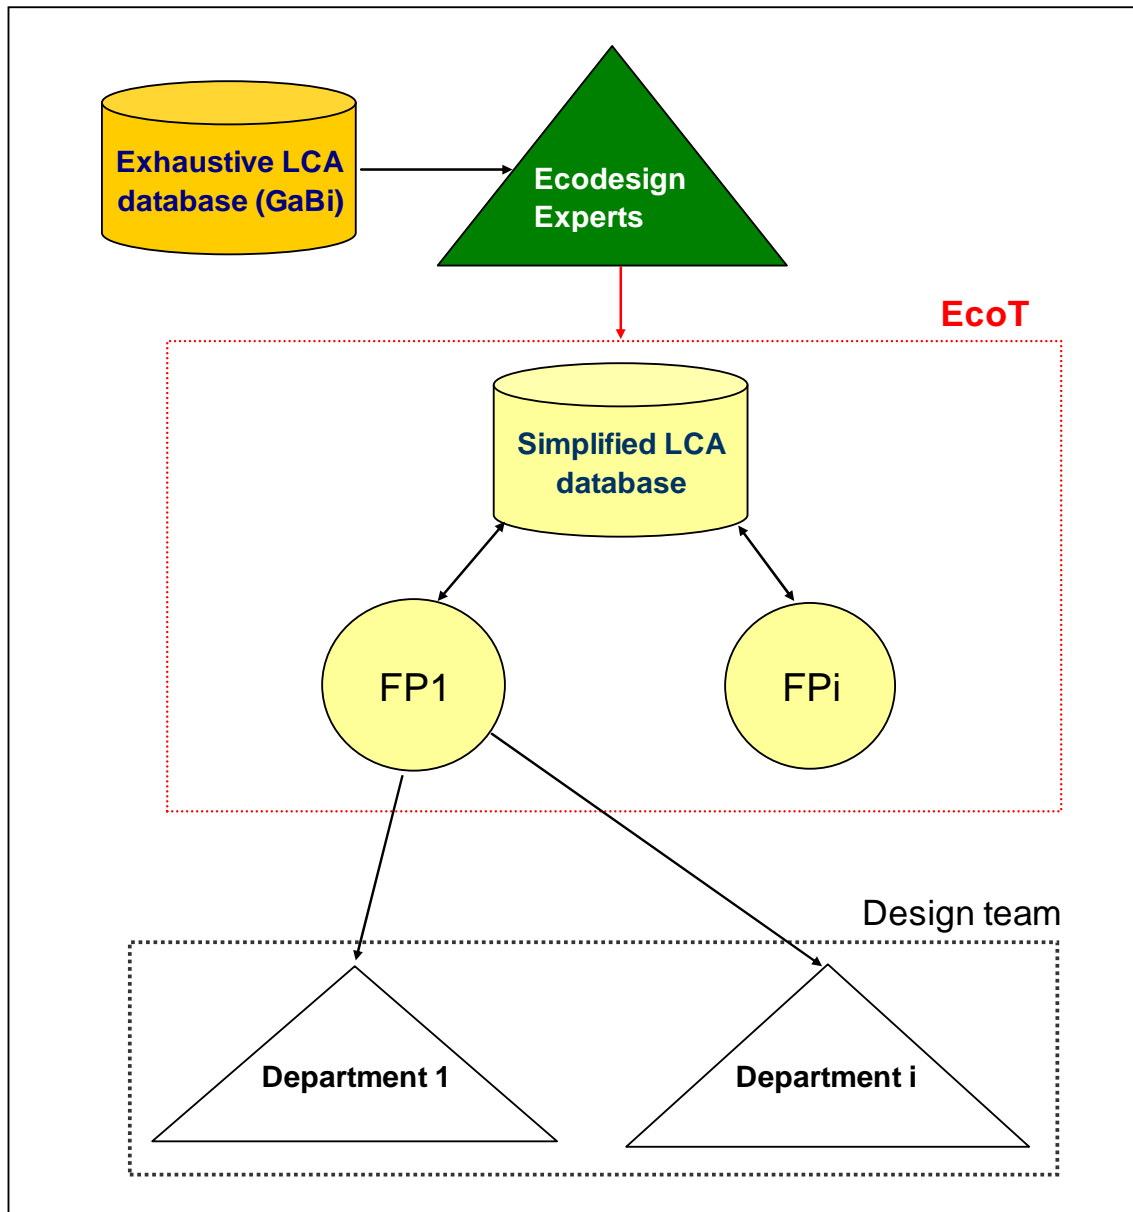 Exhaustive LCA
database (GaBi)
Ecodesign
Experts
EcoT
Simplified LCA
database
FP1
FPi
Design team
Department 1
Department i